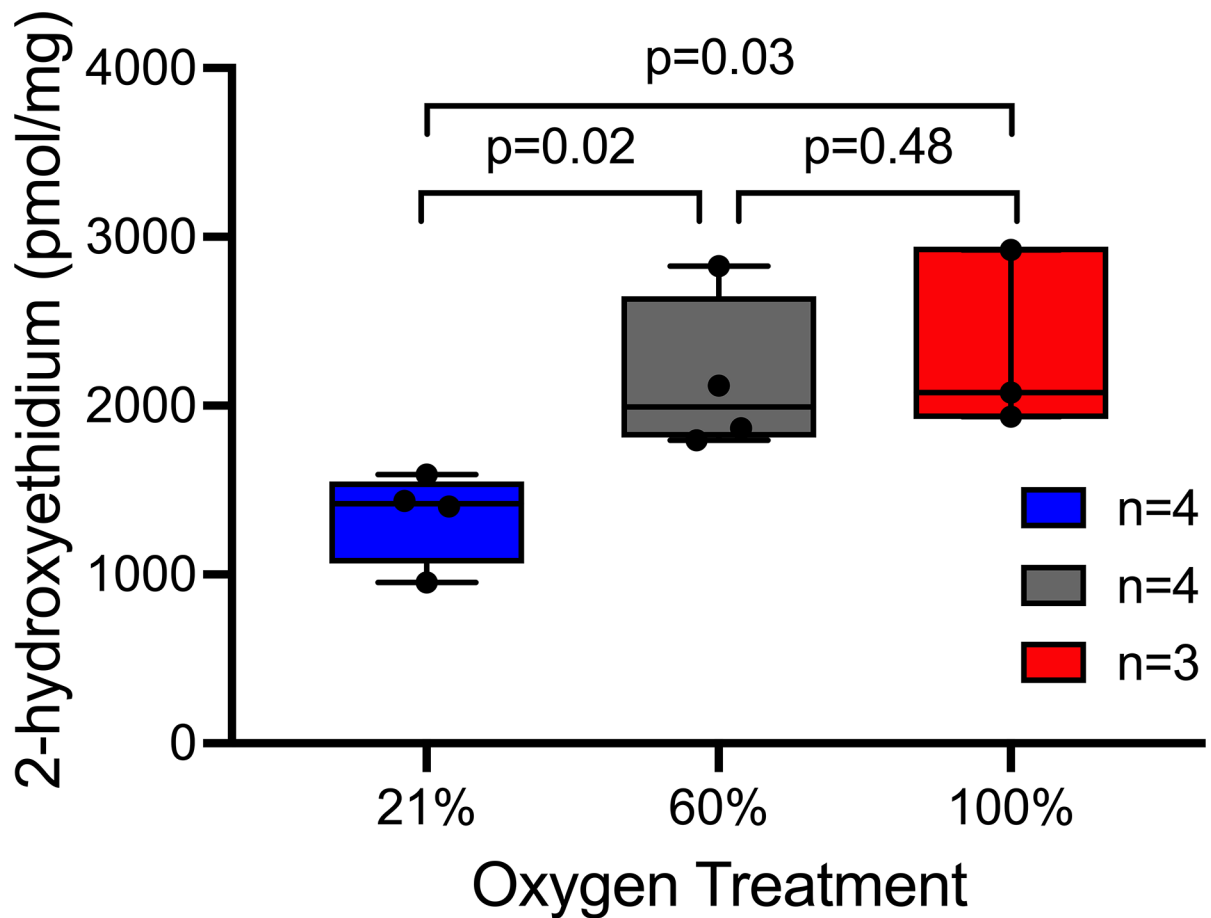 2-hydroxyethidium (pmol/mg)
4000
3000
2000
1000
0
p=0.03
p=0.02
p=0.48
n=4
n=4
n=3
21%
60%
100%
Oxygen Treatment